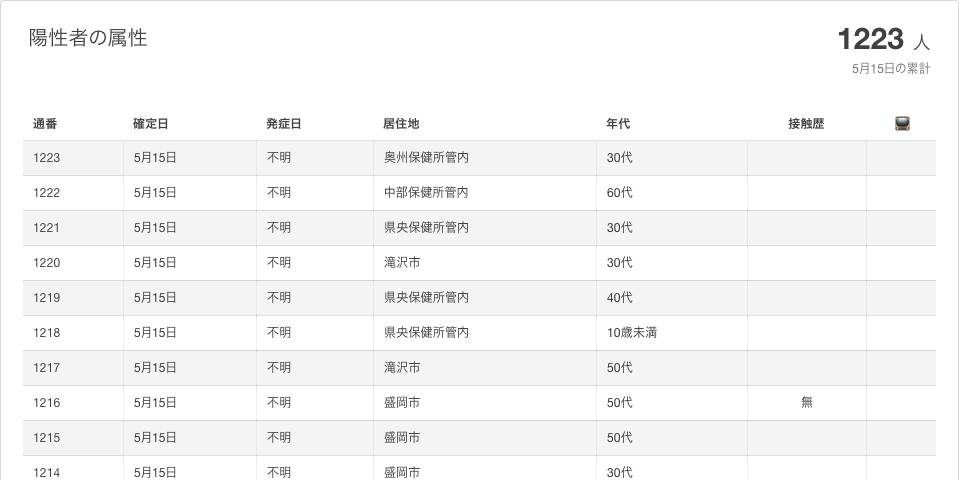 陽性者の属性
1223 人
5月15日の累計
通番 確定日 発症日 居住地 年代 接触歴
1223 5月15日 不明 奥州保健所管内 30代
1222 5月15日 不明 中部保健所管内 60代
1221 5月15日 不明 県央保健所管内 30代
1220 5月15日 不明 滝沢市 30代
1219 5月15日 不明 県央保健所管内 40代
1218 5月15日 不明 県央保健所管内 10歳未満
1217 5月15日 不明 滝沢市 50代
1216 5月15日 不明 盛岡市 50代 無
1215 5月15日 不明 盛岡市 50代
1214 5月15日 不明 盛岡市 30代